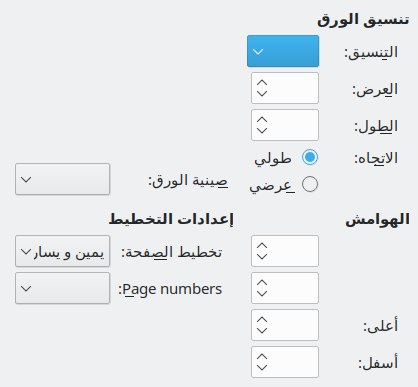 تنسيق الورق
التنسيق:
العرض:
الطول:
الاتجاه:
طولي
عرضي
صينية الورق:
الهوامش
أعلى:
أسفل:
إعدادات التخطيط
تخطيط الصفحة:
يمين و يسار
Page numbers: